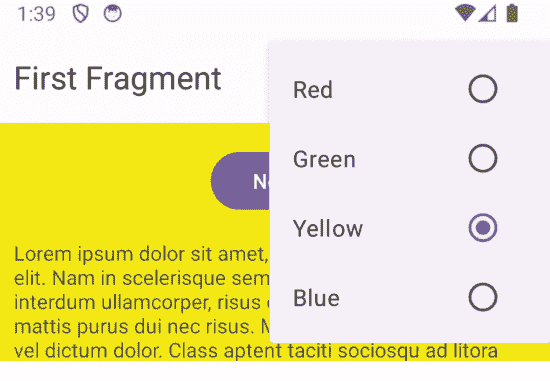 1:39
First Fragment
Red
Green
Yellow
Blue
Lorem ipsum dolor sit amet,
elit. Nam in scelerisque sem
interdum ullamcorper, risus
mattis purus dui nec risus.
vel dictum dolor. Class aptent taciti sociosqu ad litora